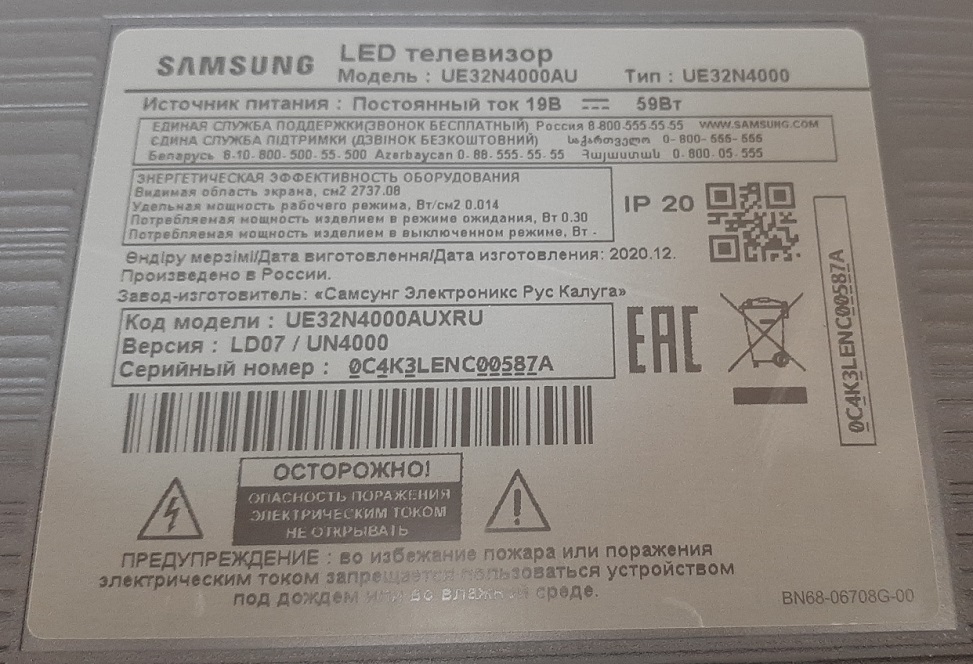 SAMSUNG
LED телевизор
Модель : UE32N4000AU Тип : UE32N4000
Источник питания : Постоянный ток 19В 59Вт
ЕДИНАЯ СЛУЖБА ПОДДЕРЖКИ(ЗВОНОК БЕСПЛАТНЫЙ) Россия 8-800-555-55-55 WWW.SAMSUNG.COM
ЄДИНА СЛУЖБА ПІДТРИМКИ (ДЗВІНОК БЕЗКОШТОВНИЙ) საქართველო 0-800-555-555
Беларусь 8-10-800-500-55-500 Azərbaycan 0-88-555-55-55 Հայաստան 0-800-05-555
ЭНЕРГЕТИЧЕСКАЯ ЭФФЕКТИВНОСТЬ ОБОРУДОВАНИЯ
Видимая область экрана, см2 2737.08
Удельная мощность рабочего режима, Вт/см2 0.014
Потребляемая мощность изделием в режиме ожидания, Вт 0.30
Потребляемая мощность изделием в выключенном режиме, Вт -
IP 20
Өндіру мерзімі/Дата виготовлення/Дата изготовления: 2020.12.
Произведено в России.
Завод-изготовитель: «Самсунг Электроникс Рус Калуга»
Код модели : UE32N4000AUXRU
Версия : LD07 / UN4000
Серийный номер : 0C4K3LENC00587A
EAC
0C4K3LENC00587A
ОСТОРОЖНО!
ОПАСНОСТЬ ПОРАЖЕНИЯ
ЭЛЕКТРИЧЕСКИМ ТОКОМ
НЕ ОТКРЫВАТЬ
ПРЕДУПРЕЖДЕНИЕ : во избежание пожара или поражения
электрическим током запрещается пользоваться устройством
под дождем или во влажной среде.
BN68-06708G-00